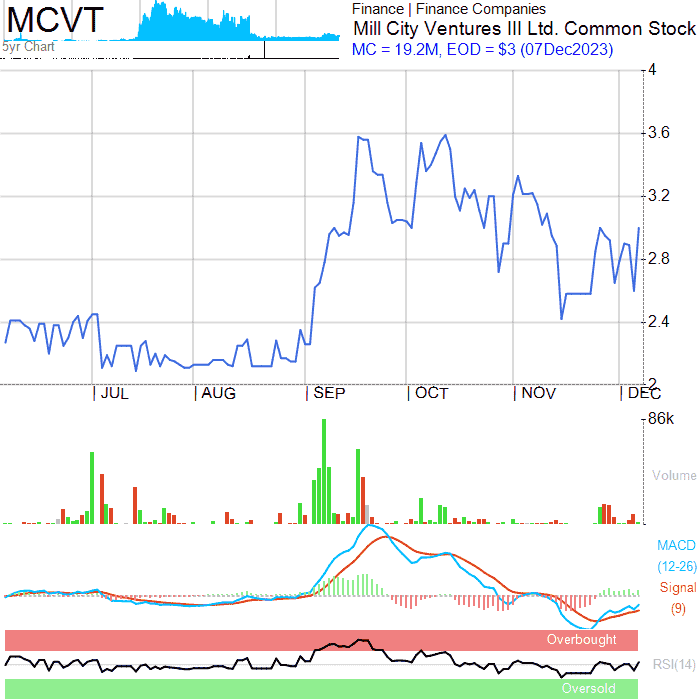 MCVT
5yr Chart
Finance | Finance Companies
Mill City Ventures III Ltd. Common Stock
MC = 19.2M, EOD = $3 (07Dec2023)
4
3.6
3.2
2.8
2.4
2
JUL AUG SEP OCT NOV DEC
86k
Volume
MACD
(12-26)
Signal
(9)
Overbought
RSI(14)
Oversold